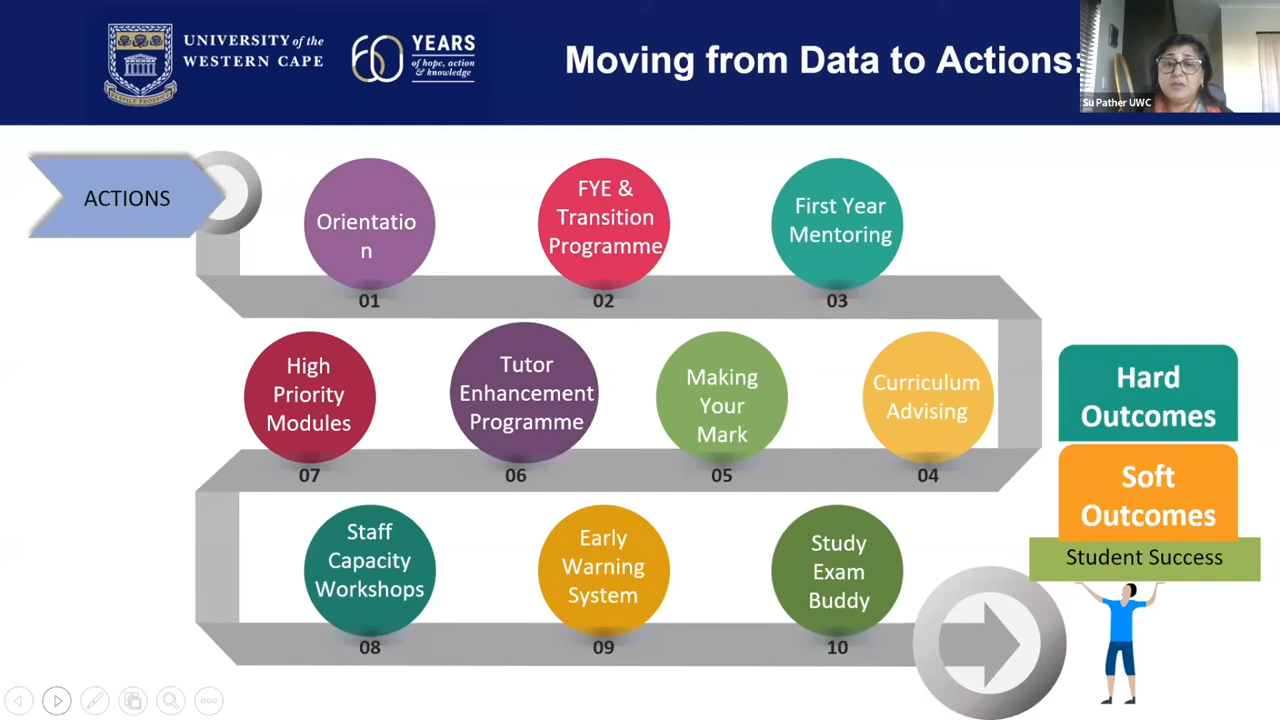 UNIVERSITY of the
WESTERN CAPE
60 YEARS
of hope, action
& knowledge
Moving from Data to Actions:
Su Pather UWC
ACTIONS
Orientatio
n
FYE &
Transition
Programme
First Year
Mentoring
01
02
03
High
Priority
Modules
Tutor
Enhancement
Programme
Making
Your
Mark
Curriculum
Advising
07
06
05
04
Hard
Outcomes
Soft
Outcomes
Student Success
Staff
Capacity
Workshops
Early
Warning
System
Study
Exam
Buddy
08
09
10